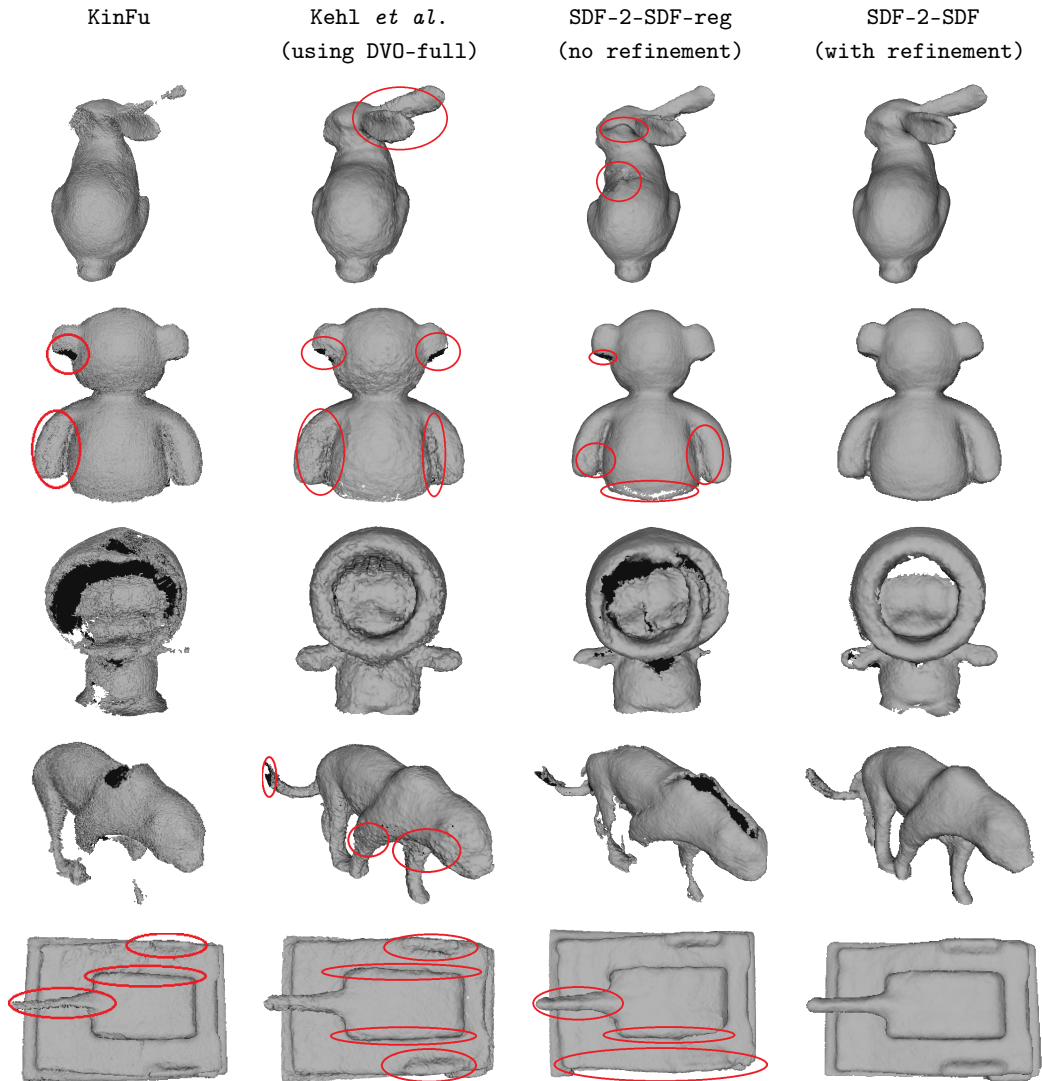 KinFu
Kehl et al.
(using DVO-full)
SDF-2-SDF-reg
(no refinement)
SDF-2-SDF
(with refinement)